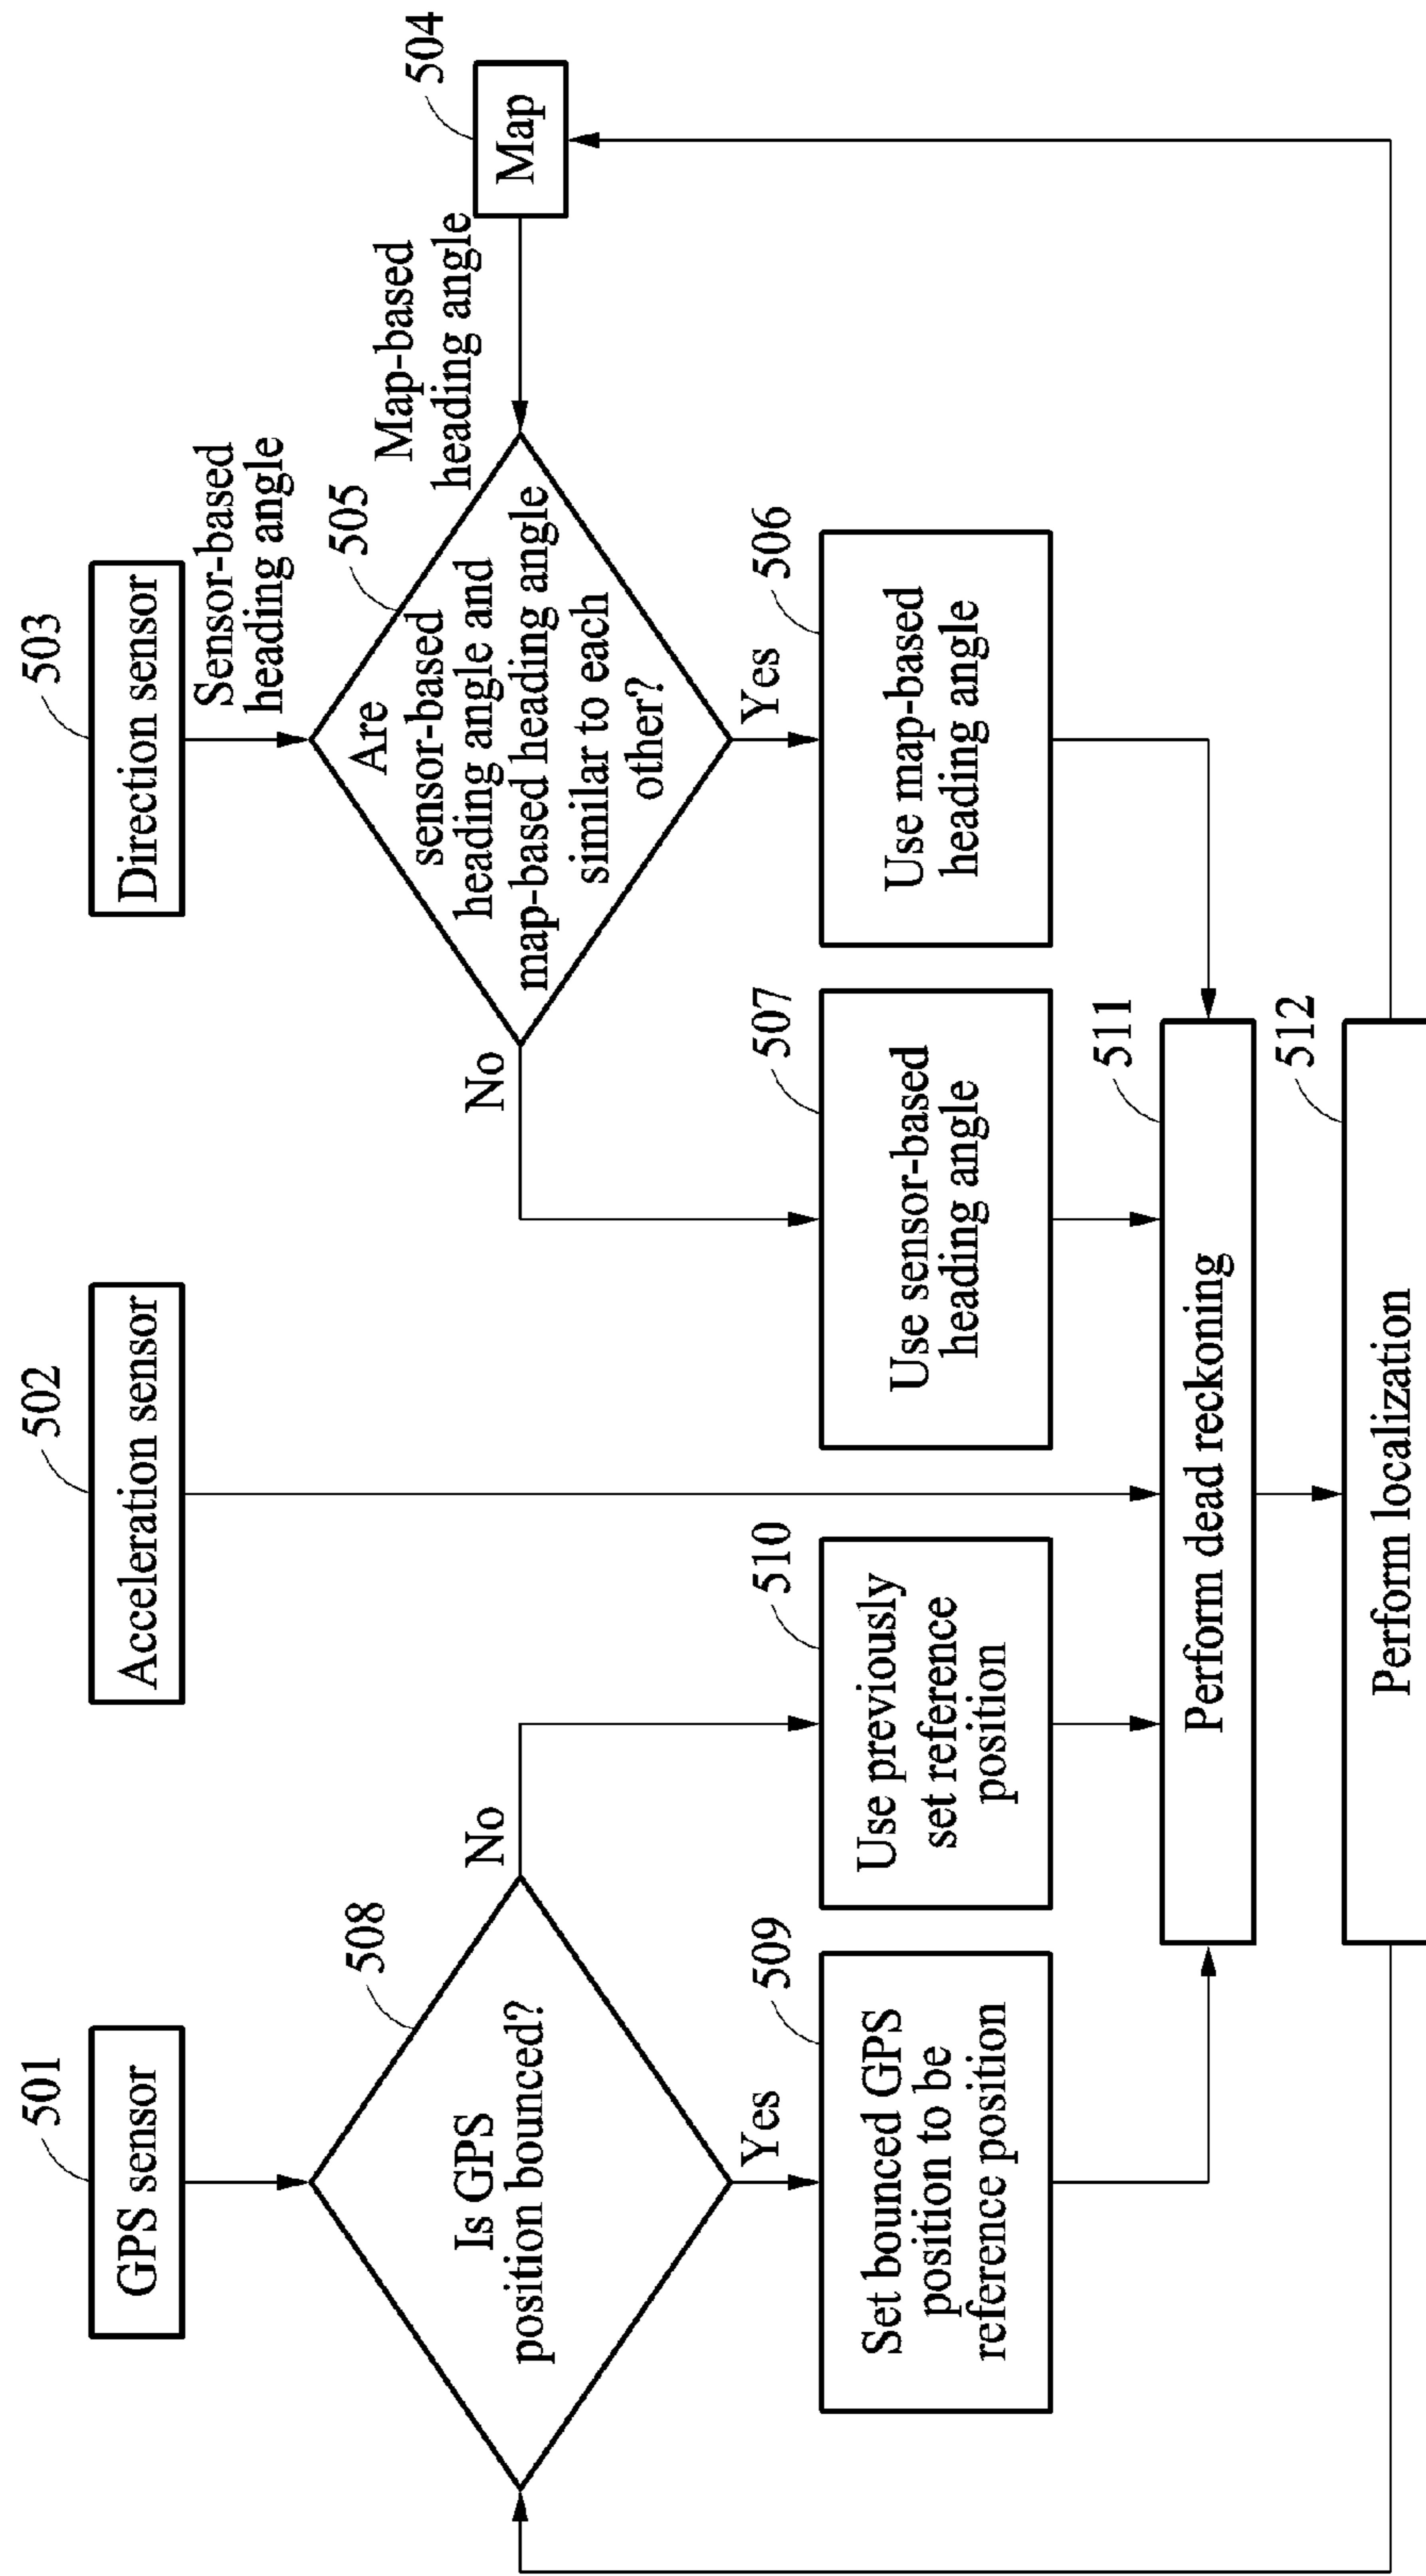 501
GPS sensor
502
Acceleration sensor
503
Direction sensor
Sensor-based
heading angle
504
Map
Map-based
heading angle
505
Are
sensor-based
heading angle and
map-based heading angle
similar to each
other?
508
Is GPS
position bounced?
No
Yes
No
Yes
509
Set bounced GPS
position to be
reference position
510
Use previously
set reference
position
507
Use sensor-based
heading angle
506
Use map-based
heading angle
511
Perform dead reckoning
512
Perform localization